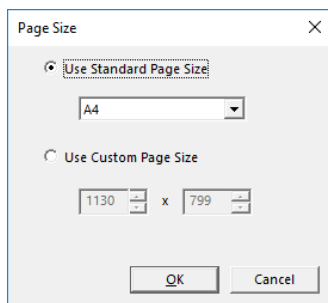 Page Size
Use Standard Page Size
A4
Use Custom Page Size
1130 x 799
OK Cancel